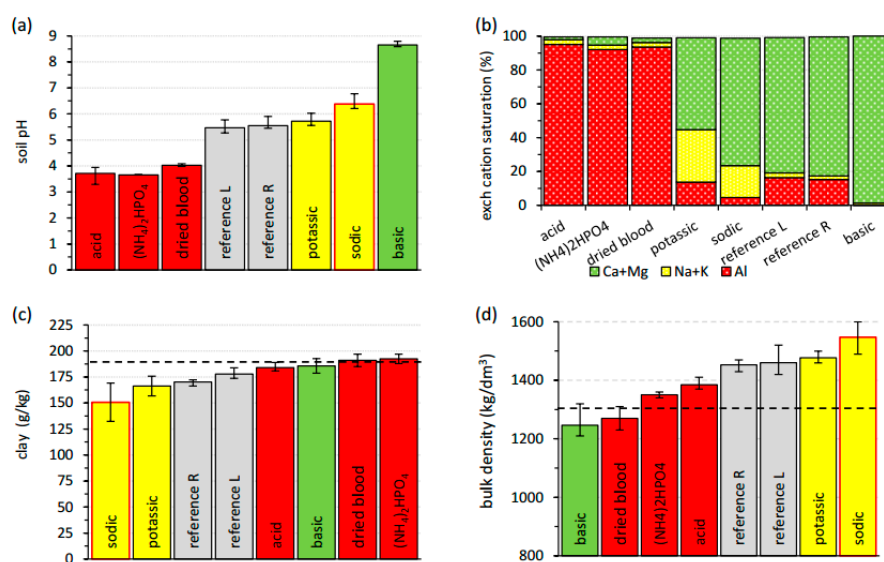 (a)
soil pH
9
8
7
6
5
4
3
2
1
0
acid
(NH₄)₂HPO₄
dried blood
reference L
reference R
potassic
sodic
basic
(b)
exch cation saturation (%)
100
80
60
40
20
0
acid
(NH4)2HPO4
dried blood
potassic
sodic
reference L
reference R
basic
Ca+Mg Na+K Al
(c)
clay (g/kg)
225
200
175
150
125
100
75
50
25
0
sodic
potassic
reference R
reference L
acid
basic
dried blood
(NH₄)₂HPO₄
(d)
bulk density (kg/dm³)
1600
1400
1200
1000
800
basic
dried blood
(NH4)2HPO4
acid
reference R
reference L
potassic
sodic